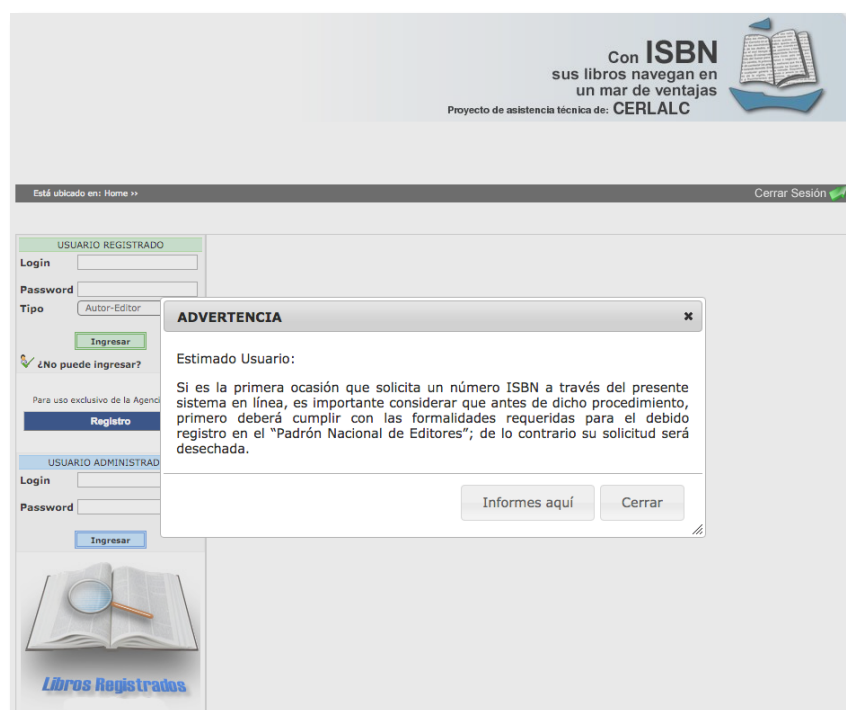 Con ISBN
sus libros navegan en
un mar de ventajas
Proyecto de asistencia técnica de: CERLALC
Está ubicado en: Home ››
Cerrar Sesión
USUARIO REGISTRADO
Login
Password
Tipo
Autor-Editor
Ingresar
¿No puede ingresar?
Para uso exclusivo de la Agenci
Registro
USUARIO ADMINISTRAD
Login
Password
Ingresar
Libros Registrados
ADVERTENCIA
Estimado Usuario:
Si es la primera ocasión que solicita un número ISBN a través del presente
sistema en línea, es importante considerar que antes de dicho procedimiento,
primero deberá cumplir con las formalidades requeridas para el debido
registro en el “Padrón Nacional de Editores”; de lo contrario su solicitud será
desechada.
Informes aquí
Cerrar